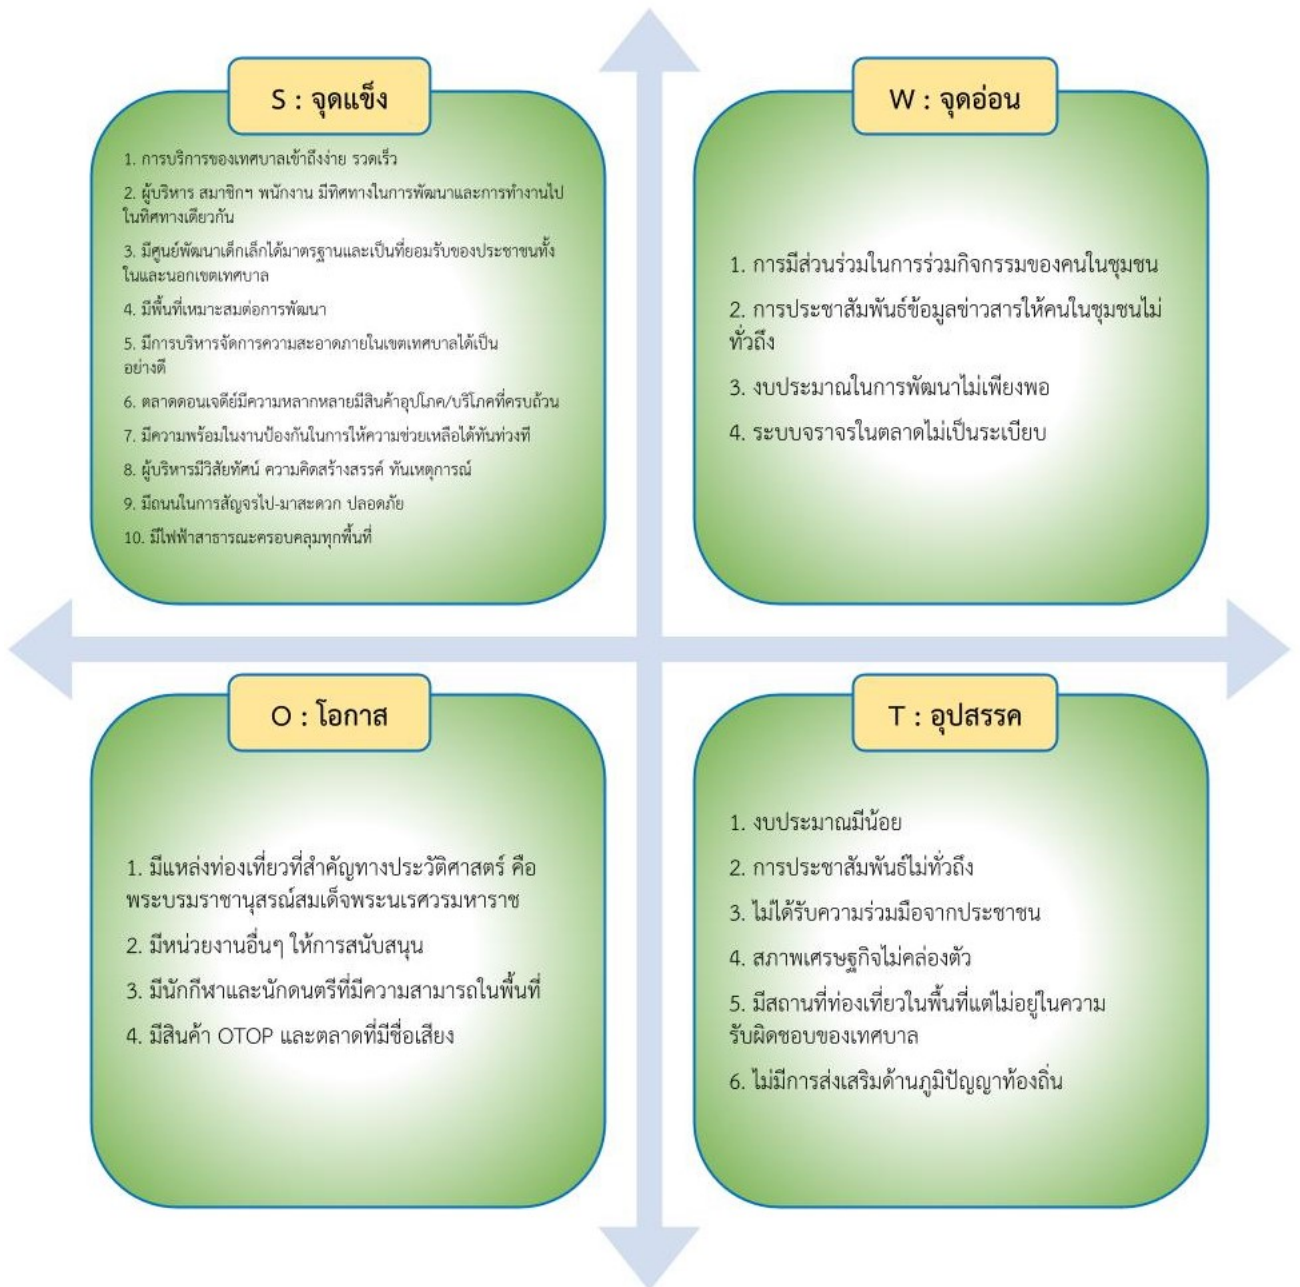 S : จุดแข็ง
1. การบริการของเทศบาลเข้าถึงง่าย รวดเร็ว
2. ผู้บริหาร สมาชิกฯ พนักงาน มีทิศทางในการพัฒนาและการทำงานไป
ในทิศทางเดียวกัน
3. มีศูนย์พัฒนาเด็กเล็กได้มาตรฐานและเป็นที่ยอมรับของประชาชนทั้ง
ในและนอกเขตเทศบาล
4. มีพื้นที่เหมาะสมต่อการพัฒนา
5. มีการบริหารจัดการความสะอาดภายในเขตเทศบาลได้เป็น
อย่างดี
6. ตลาดดอนเจดีย์มีความหลากหลายมีสินค้าอุปโภค/บริโภคที่ครบถ้วน
7. มีความพร้อมในงานป้องกันในการให้ความช่วยเหลือได้ทันท่วงที
8. ผู้บริหารมีวิสัยทัศน์ ความคิดสร้างสรรค์ ทันเหตุการณ์
9. มีถนนในการสัญจรไป-มาสะดวก ปลอดภัย
10. มีไฟฟ้าสาธารณะครอบคลุมทุกพื้นที่
W : จุดอ่อน
1. การมีส่วนร่วมในการร่วมกิจกรรมของคนในชุมชน
2. การประชาสัมพันธ์ข้อมูลข่าวสารให้คนในชุมชนไม่
ทั่วถึง
3. งบประมาณในการพัฒนาไม่เพียงพอ
4. ระบบจราจรในตลาดไม่เป็นระเบียบ
O : โอกาส
1. มีแหล่งท่องเที่ยวที่สำคัญทางประวัติศาสตร์ คือ
พระบรมราชานุสรณ์สมเด็จพระนเรศวรมหาราช
2. มีหน่วยงานอื่นๆ ให้การสนับสนุน
3. มีนักกีฬาและนักดนตรีที่มีความสามารถในพื้นที่
4. มีสินค้า OTOP และตลาดที่มีชื่อเสียง
T : อุปสรรค
1. งบประมาณมีน้อย
2. การประชาสัมพันธ์ไม่ทั่วถึง
3. ไม่ได้รับความร่วมมือจากประชาชน
4. สภาพเศรษฐกิจไม่คล่องตัว
5. มีสถานที่ท่องเที่ยวในพื้นที่แต่ไม่อยู่ในความ
รับผิดชอบของเทศบาล
6. ไม่มีการส่งเสริมด้านภูมิปัญญาท้องถิ่น